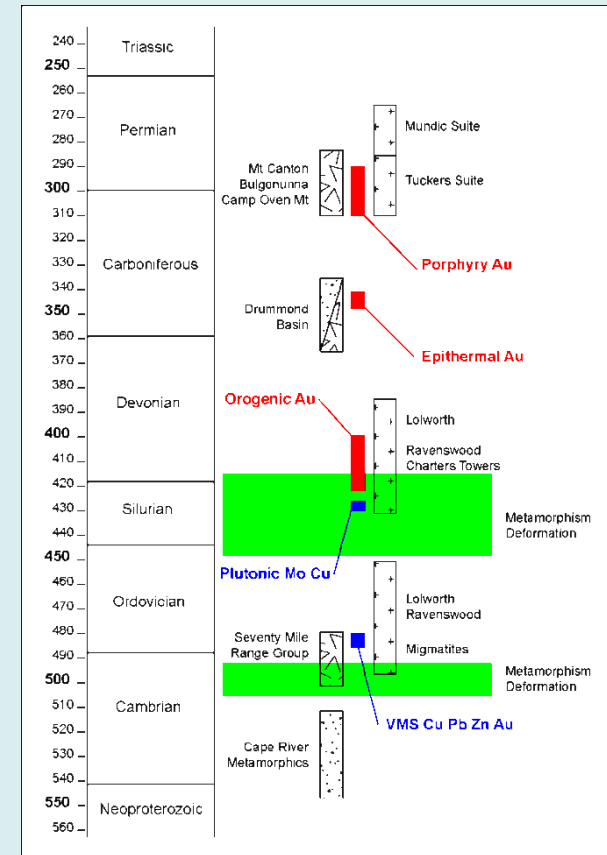 240
250
260
270
280
290
300
310
320
330
340
350
360
370
380
390
400
410
420
430
440
450
460
470
480
490
500
510
520
530
540
550
560
Triassic
Permian
Carboniferous
Devonian
Silurian
Ordovician
Cambrian
Neoproterozoic
Mt Canton
Bulgonunna
Camp Oven Mt
Mundic Suite
Tuckers Suite
Porphyry Au
Drummond
Basin
Epithermal Au
Orogenic Au
Lolworth
Ravenswood
Charters Towers
Metamorphism
Deformation
Plutonic Mo Cu
Lolworth
Ravenswood
Seventy Mile
Range Group
Migmatites
Metamorphism
Deformation
VMS Cu Pb Zn Au
Cape River
Metamorphics